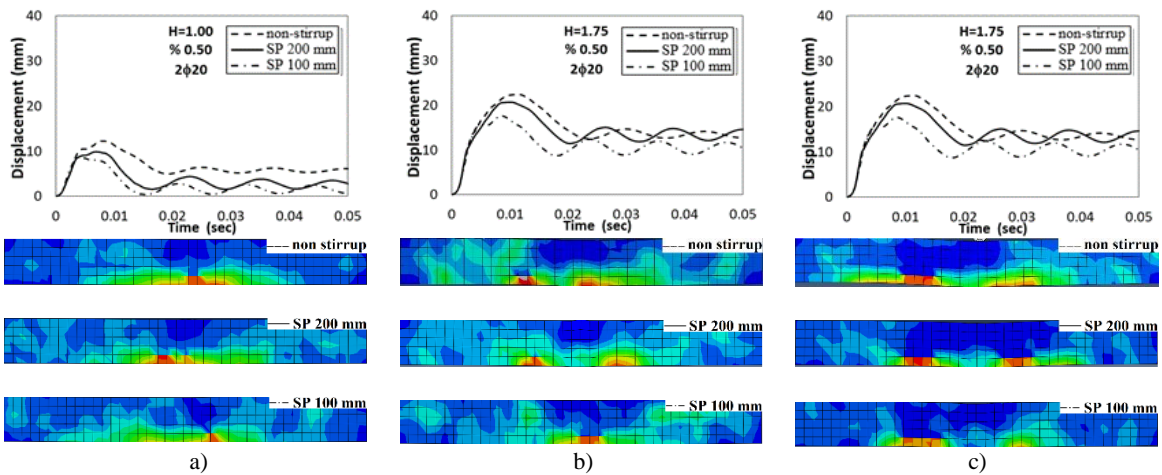 Displacement (mm)
40
30
20
10
0
H=1.00
% 0.50
2ϕ20
non-stirrup
SP 200 mm
SP 100 mm
0 0.01 0.02 0.03 0.04 0.05
Time (sec)
non stirrup
SP 200 mm
SP 100 mm
a)
Displacement (mm)
40
30
20
10
0
H=1.75
% 0.50
2ϕ20
non-stirrup
SP 200 mm
SP 100 mm
0 0.01 0.02 0.03 0.04 0.05
Time (sec)
non stirrup
SP 200 mm
SP 100 mm
b)
Displacement (mm)
40
30
20
10
0
H=1.75
% 0.50
2ϕ20
non-stirrup
SP 200 mm
SP 100 mm
0 0.01 0.02 0.03 0.04 0.05
Time (sec)
non stirrup
SP 200 mm
SP 100 mm
c)